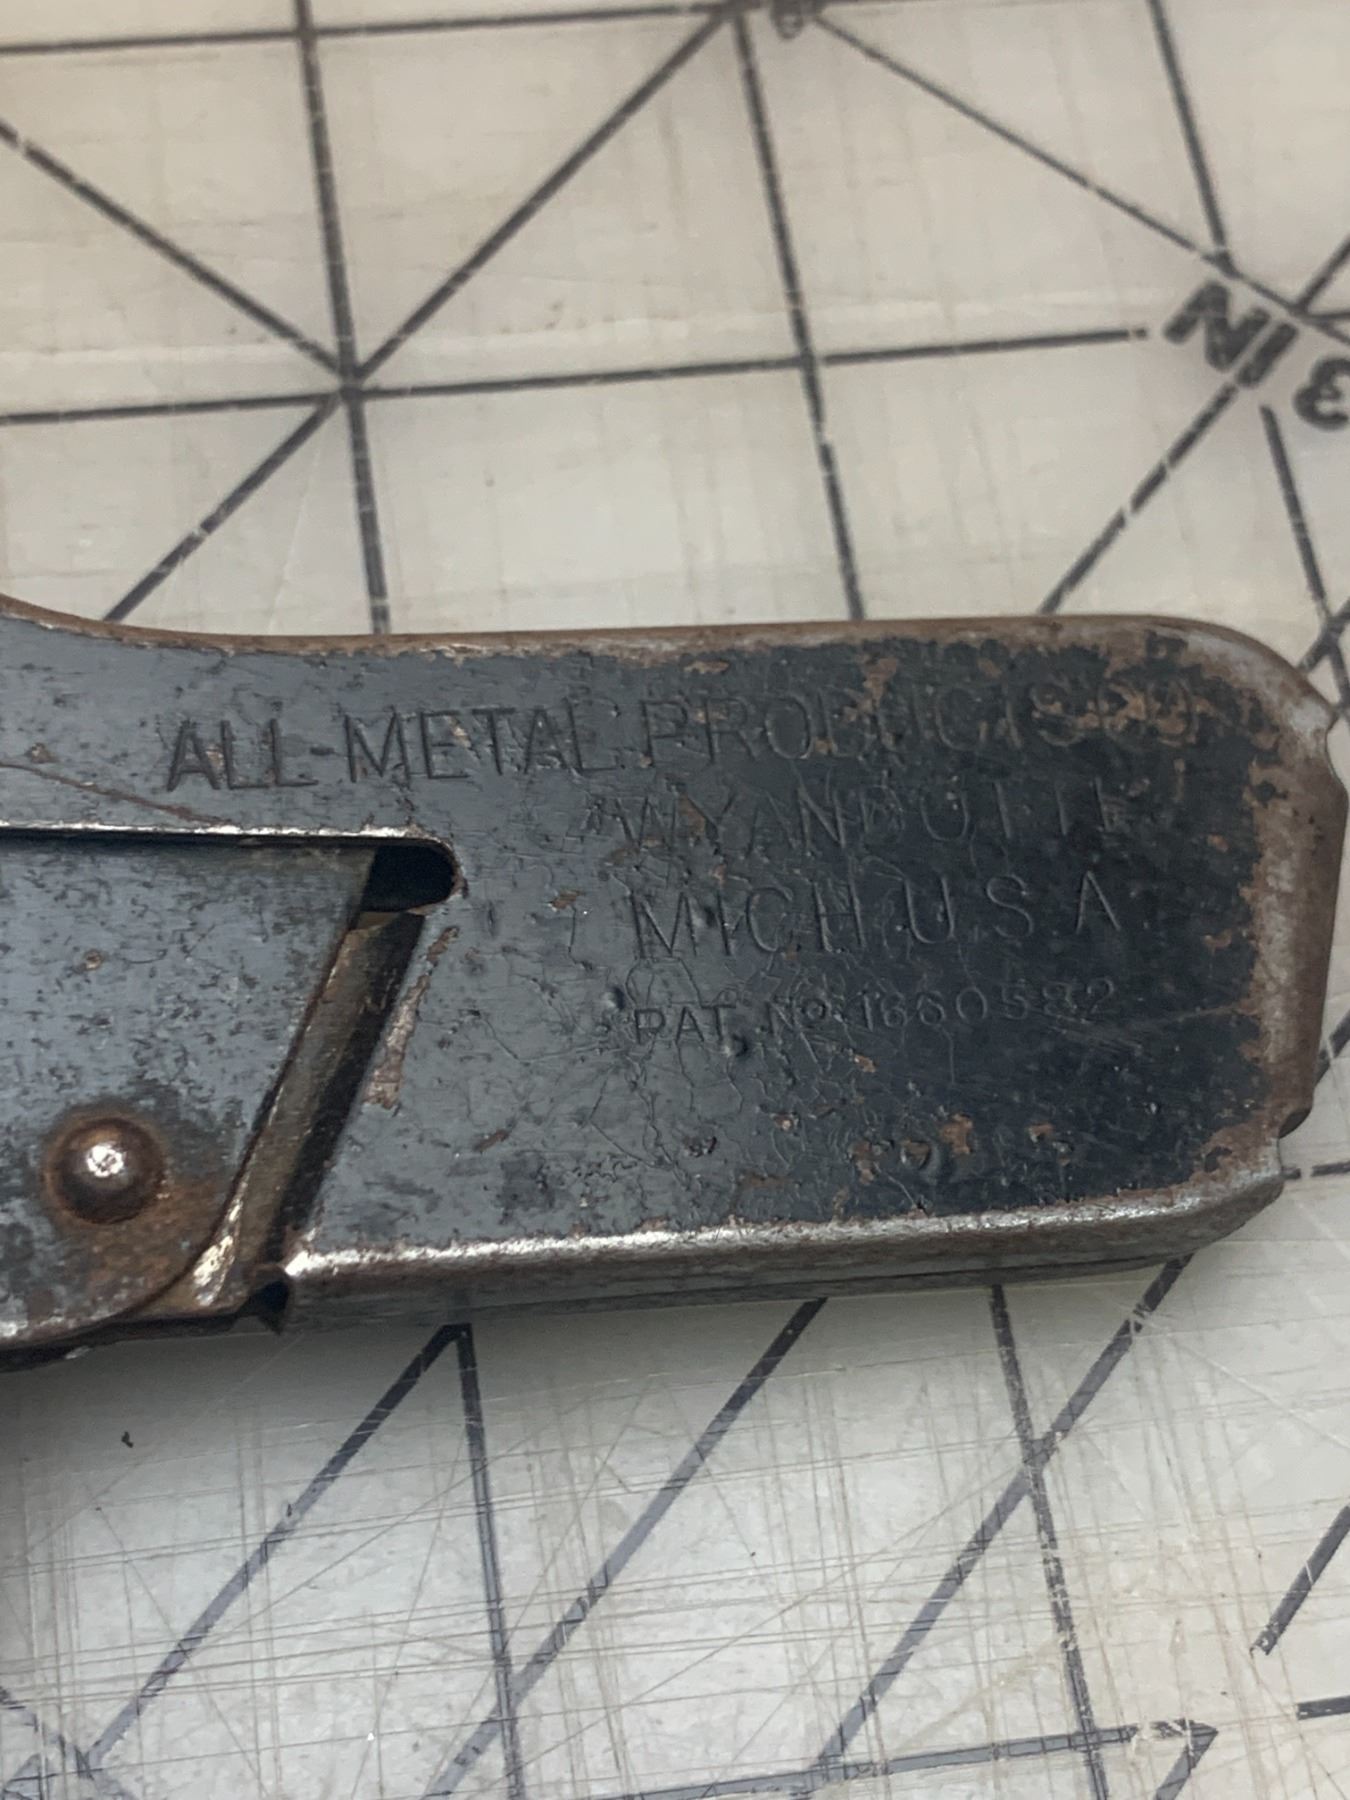 ALL-METAL PRODUCTS CO.
WYANDOTTE
MICH U.S.A
PAT. No. 1660582
3 IN